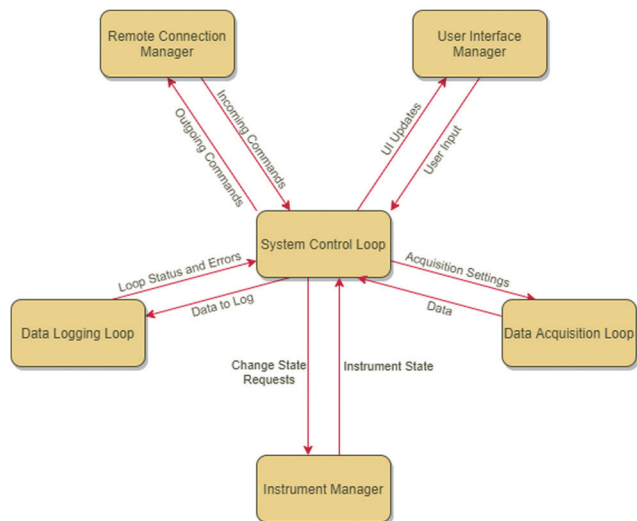 Remote Connection
Manager
User Interface
Manager
Incoming Commands
Outgoing Commands
UI Updates
User Input
System Control Loop
Loop Status and Errors
Data to Log
Acquisition Settings
Data
Data Logging Loop
Data Acquisition Loop
Change State
Requests
Instrument State
Instrument Manager